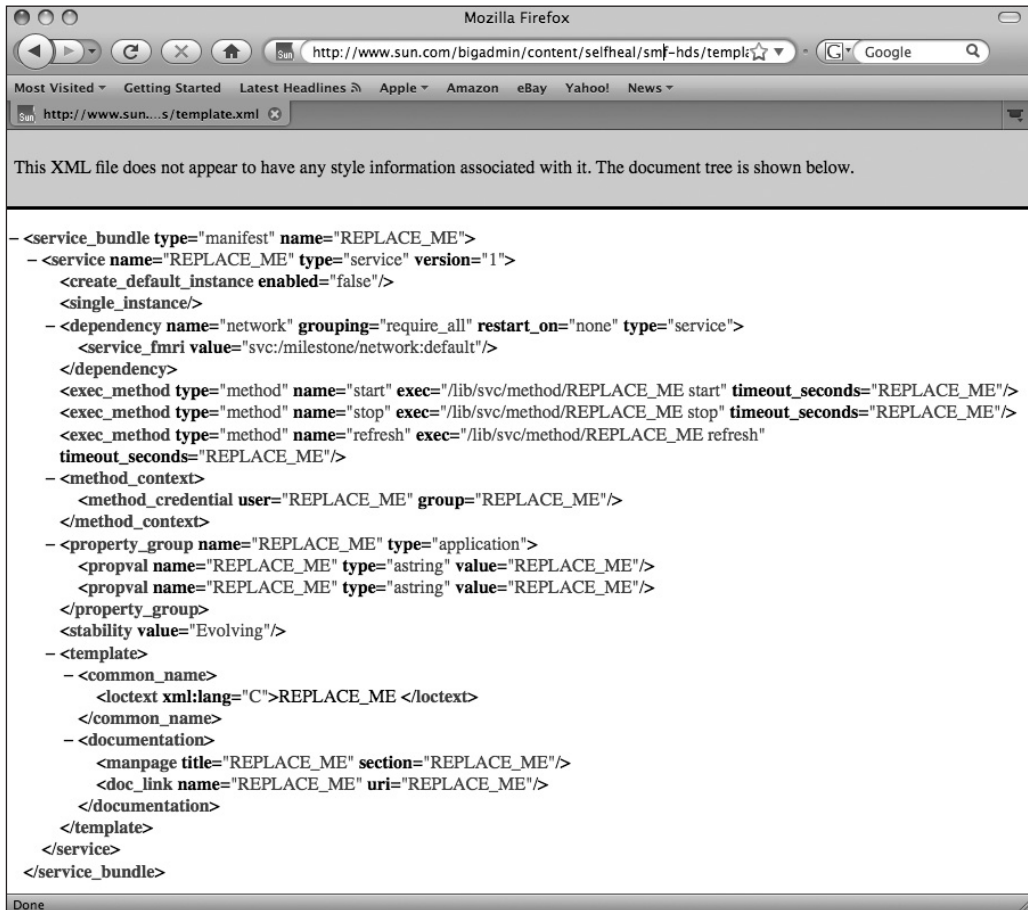 Mozilla Firefox
Sun http://www.sun.com/bigadmin/content/selfheal/smf-hds/templa G Google
Most Visited Getting Started Latest Headlines Apple Amazon eBay Yahoo! News
Sun http://www.sun....s/template.xml
This XML file does not appear to have any style information associated with it. The document tree is shown below.
– <service_bundle type="manifest" name="REPLACE_ME">
– <service name="REPLACE_ME" type="service" version="1">
<create_default_instance enabled="false"/>
<single_instance/>
– <dependency name="network" grouping="require_all" restart_on="none" type="service">
<service_fmri value="svc:/milestone/network:default"/>
</dependency>
<exec_method type="method" name="start" exec="/lib/svc/method/REPLACE_ME start" timeout_seconds="REPLACE_ME"/>
<exec_method type="method" name="stop" exec="/lib/svc/method/REPLACE_ME stop" timeout_seconds="REPLACE_ME"/>
<exec_method type="method" name="refresh" exec="/lib/svc/method/REPLACE_ME refresh"
timeout_seconds="REPLACE_ME"/>
– <method_context>
<method_credential user="REPLACE_ME" group="REPLACE_ME"/>
</method_context>
– <property_group name="REPLACE_ME" type="application">
<propval name="REPLACE_ME" type="astring" value="REPLACE_ME"/>
<propval name="REPLACE_ME" type="astring" value="REPLACE_ME"/>
</property_group>
<stability value="Evolving"/>
– <template>
– <common_name>
<loctext xml:lang="C">REPLACE_ME </loctext>
</common_name>
– <documentation>
<manpage title="REPLACE_ME" section="REPLACE_ME"/>
<doc_link name="REPLACE_ME" uri="REPLACE_ME"/>
</documentation>
</template>
</service>
</service_bundle>
Done